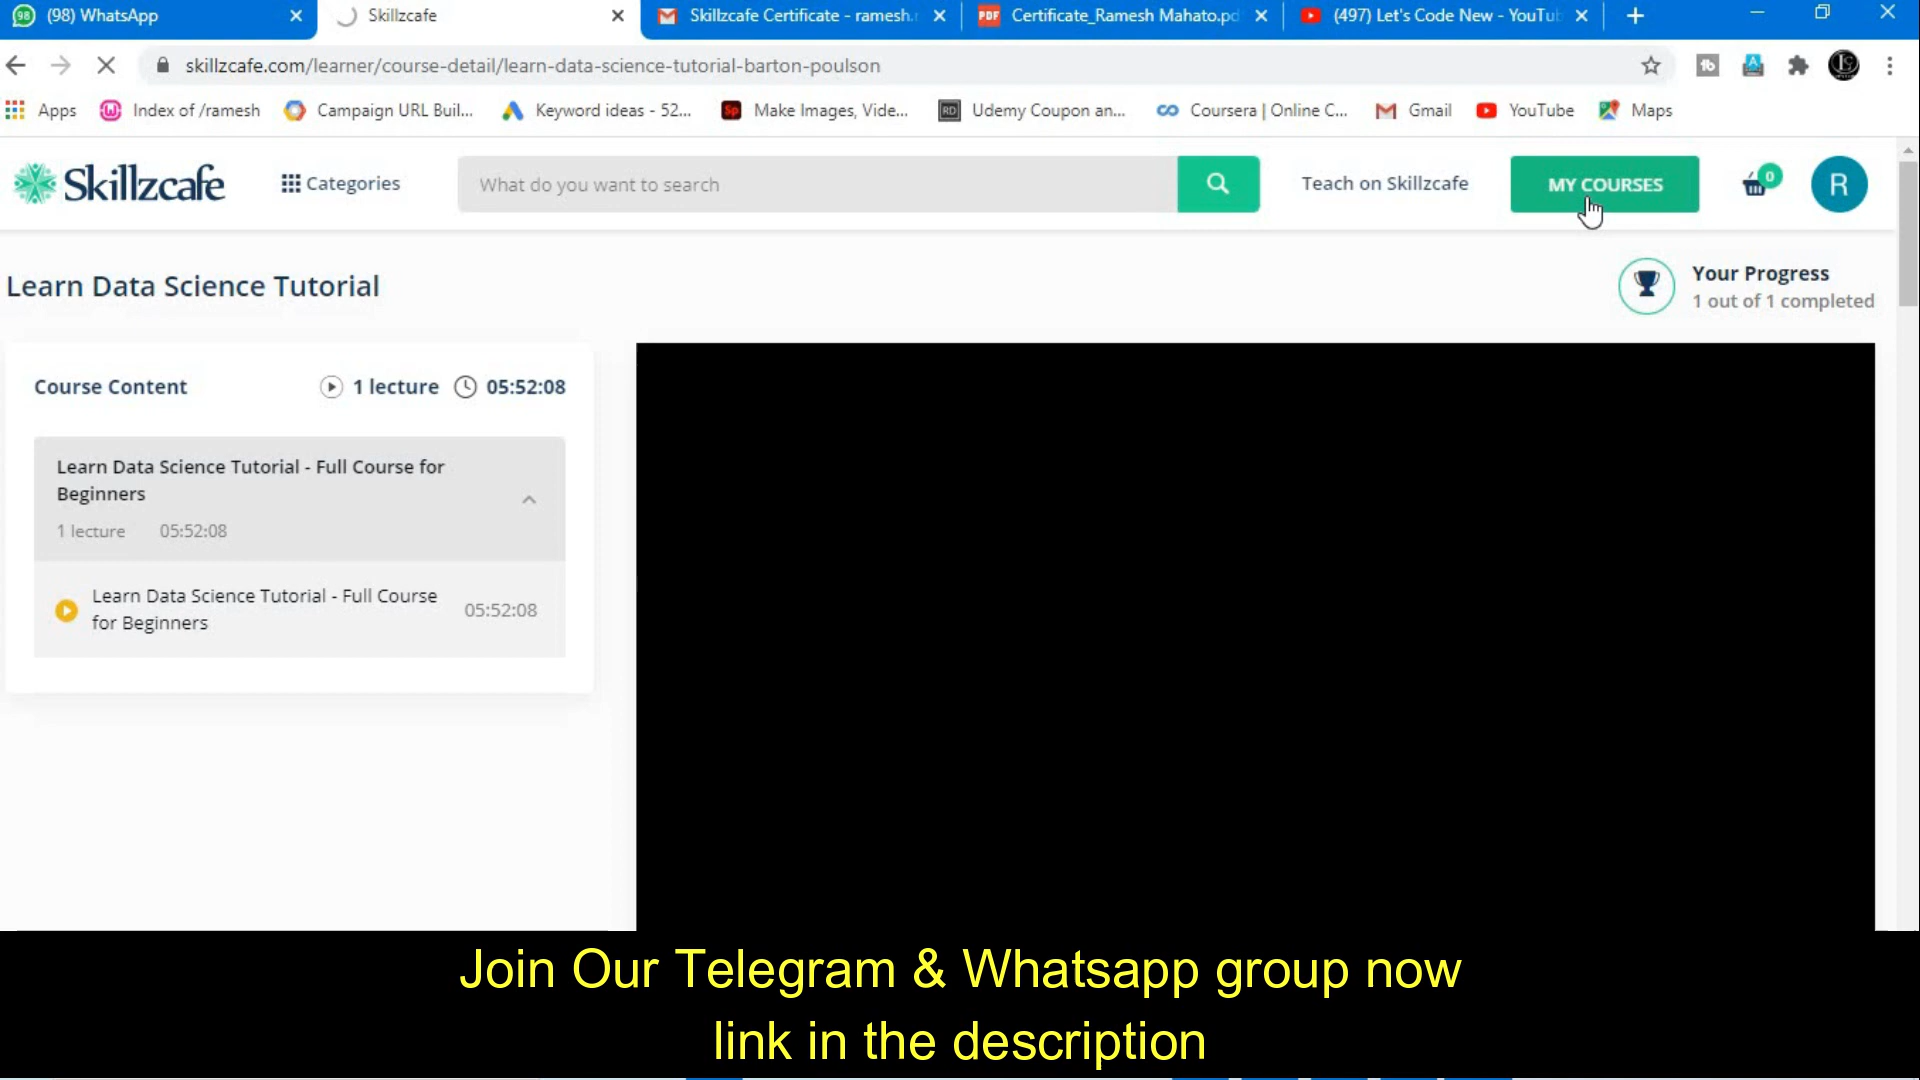 98
(98) WhatsApp
Skillzcafe
Skillzcafe Certificate - ramesh.r
PDF
Certificate_Ramesh Mahato.pd
(497) Let's Code New - YouTub
skillzcafe.com/learner/course-detail/learn-data-science-tutorial-barton-poulson
Apps
Index of /ramesh
Campaign URL Buil...
Keyword ideas - 52...
Sp
Make Images, Vide...
RD
Udemy Coupon an...
Coursera | Online C...
Gmail
YouTube
Maps
Skillzcafe
Categories
What do you want to search
Teach on Skillzcafe
MY COURSES
0
R
Learn Data Science Tutorial
Your Progress
1 out of 1 completed
Course Content
1 lecture
05:52:08
Learn Data Science Tutorial - Full Course for
Beginners
1 lecture
05:52:08
Learn Data Science Tutorial - Full Course
for Beginners
05:52:08
Join Our Telegram & Whatsapp group now
link in the description